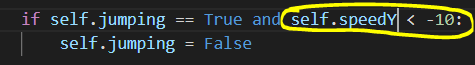 if self.jumping == True and self.speedY < -10:
self.jumping = False